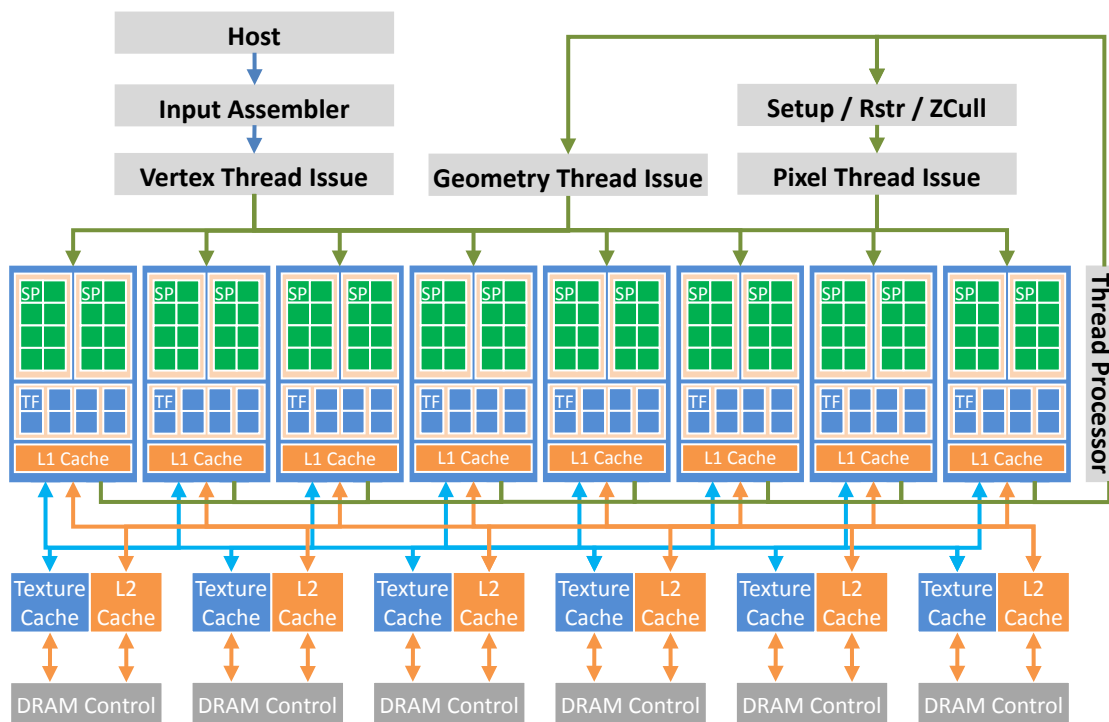 Host
Input Assembler
Setup / Rstr / ZCull
Vertex Thread Issue
Geometry Thread Issue
Pixel Thread Issue
SP SP SP SP SP SP SP SP SP SP SP SP SP SP SP SP
TF TF TF TF TF TF TF TF
L1 Cache L1 Cache L1 Cache L1 Cache L1 Cache L1 Cache L1 Cache L1 Cache
Thread Processor
Texture L2 Texture L2 Texture L2 Texture L2 Texture L2 Texture L2
Cache Cache Cache Cache Cache Cache Cache Cache Cache Cache Cache Cache
DRAM Control DRAM Control DRAM Control DRAM Control DRAM Control DRAM Control